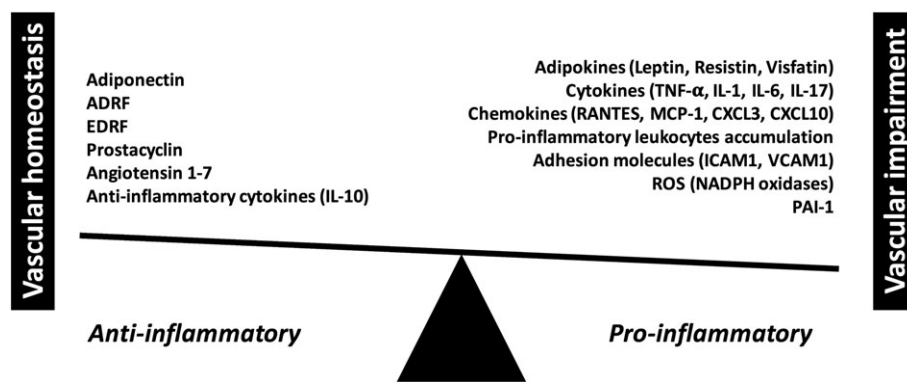 Vascular homeostasis
Adiponectin
ADRF
EDRF
Prostacyclin
Angiotensin 1-7
Anti-inflammatory cytokines (IL-10)
Adipokines (Leptin, Resistin, Visfatin)
Cytokines (TNF-α, IL-1, IL-6, IL-17)
Chemokines (RANTES, MCP-1, CXCL3, CXCL10)
Pro-inflammatory leukocytes accumulation
Adhesion molecules (ICAM1, VCAM1)
ROS (NADPH oxidases)
PAI-1
Vascular impairment
Anti-inflammatory
Pro-inflammatory